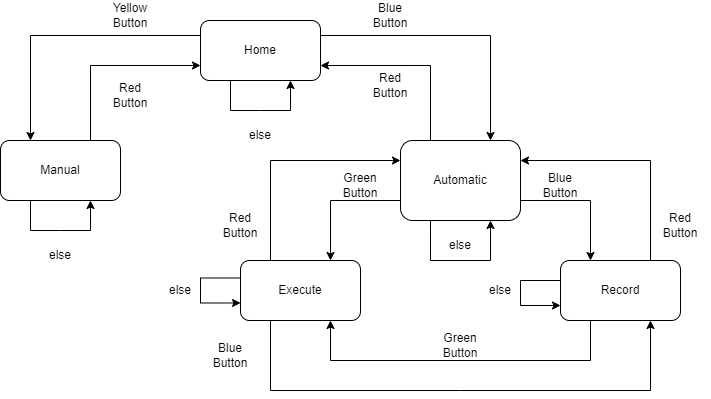 Yellow
Button
Blue
Button
Home
Red
Button
Red
Button
else
Manual
Automatic
Green
Button
Blue
Button
Red
Button
Red
Button
else
else
else
Execute
else
Record
Green
Button
Blue
Button